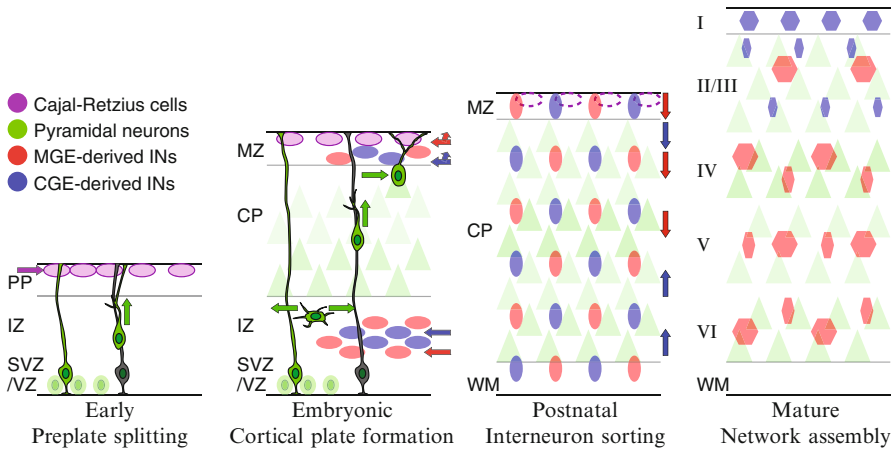 Cajal-Retzius cells
Pyramidal neurons
MGE-derived INs
CGE-derived INs
PP
IZ
SVZ
/VZ
Early
Preplate splitting
MZ
CP
IZ
SVZ
/VZ
Embryonic
Cortical plate formation
MZ
CP
WM
Postnatal
Interneuron sorting
I
II/III
IV
V
VI
WM
Mature
Network assembly